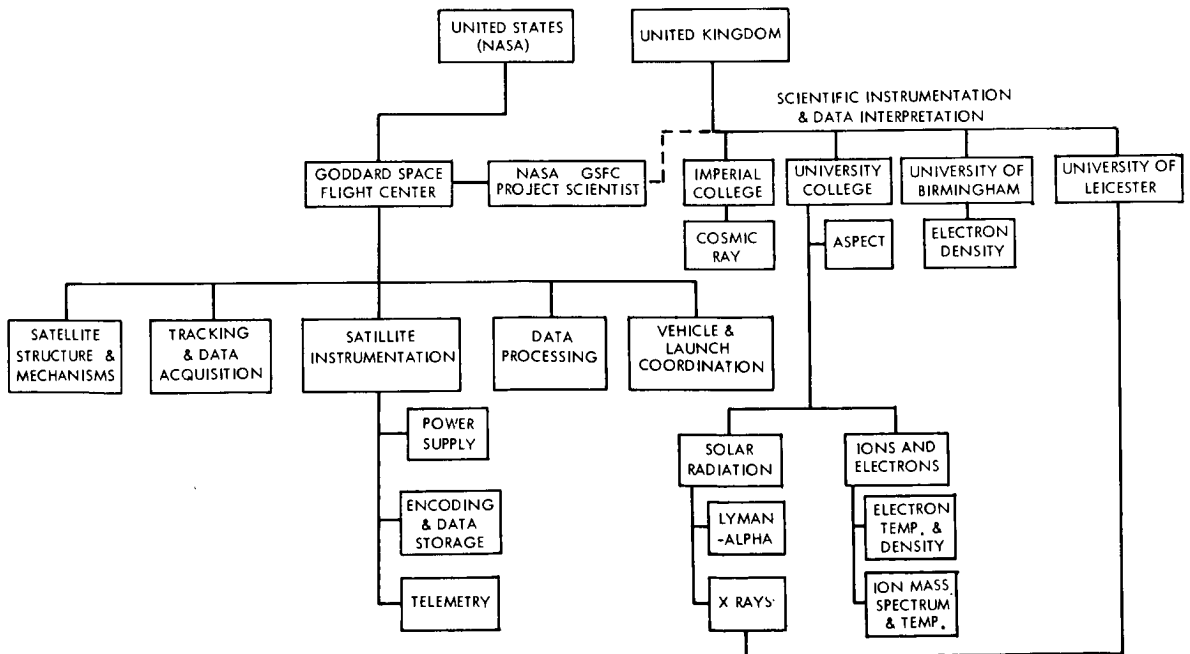 UNITED STATES
(NASA)
UNITED KINGDOM
SCIENTIFIC INSTRUMENTATION
& DATA INTERPRETATION
GODDARD SPACE
FLIGHT CENTER
NASA GSFC
PROJECT SCIENTIST
IMPERIAL
COLLEGE
UNIVERSITY
COLLEGE
UNIVERSITY OF
BIRMINGHAM
UNIVERSITY OF
LEICESTER
COSMIC
RAY
ASPECT
ELECTRON
DENSITY
SATELLITE
STRUCTURE &
MECHANISMS
TRACKING
& DATA
ACQUISITION
SATILLITE
INSTRUMENTATION
DATA
PROCESSING
VEHICLE &
LAUNCH
COORDINATION
POWER
SUPPLY
ENCODING
& DATA
STORAGE
TELEMETRY
SOLAR
RADIATION
IONS AND
ELECTRONS
LYMAN
-ALPHA
ELECTRON
TEMP. &
DENSITY
X RAYS
ION MASS
SPECTRUM
& TEMP.